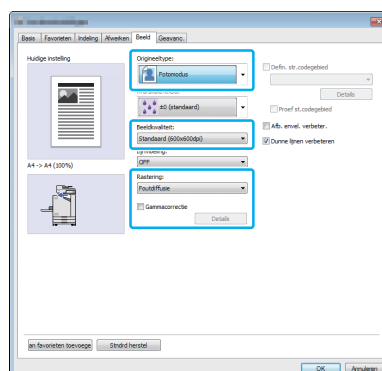 Basis Favorieten Indeling Afwerken Beeld Geavanc.
Huidige instelling
A4 -> A4 (100%)
Origineeltype:
Fotomodus
±0 (standaard)
Beeldkwaliteit:
Standaard (600x600dpi)
OFF
Rastering:
Foutdiffusie
Gammacorrectie
Details
Defin. str.codegebied
Details
Proef st.codegebied
Afb. envel. verbeter.
Dunne lijnen verbeteren
an favorieten toevoege Stndrd herstel
OK Annuleren